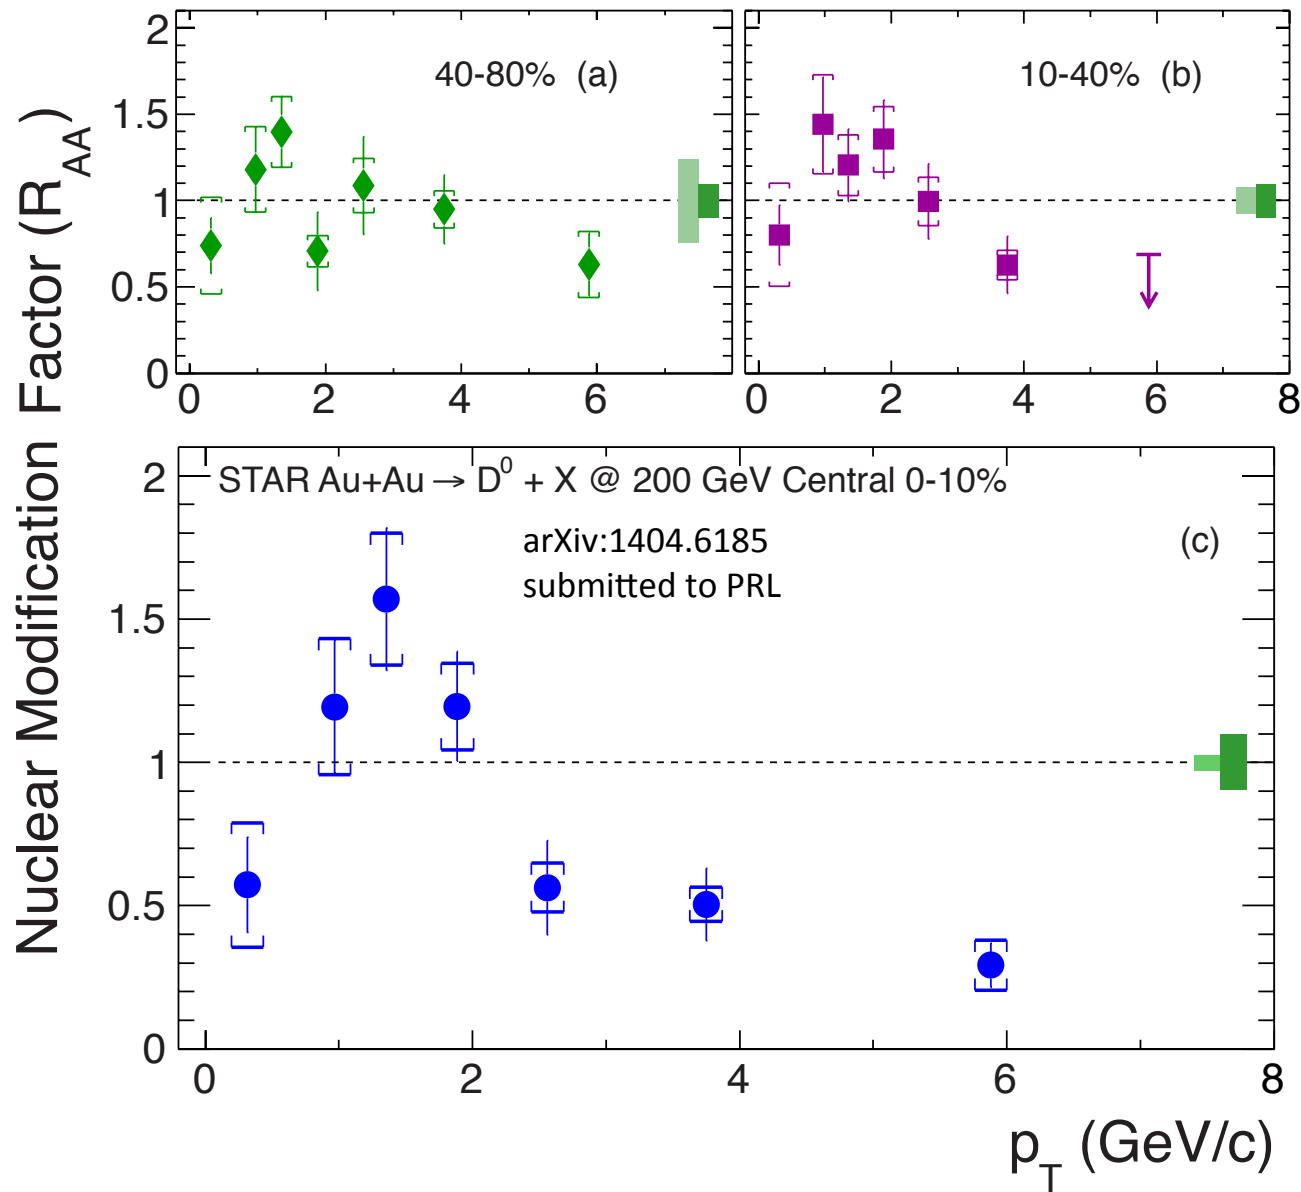 Nuclear Modification Factor (R_AA)
2
1.5
1
0.5
0
40-80% (a)
0 2 4 6
10-40% (b)
0 2 4 6 8
2
1.5
1
0.5
0
STAR Au+Au → D⁰ + X @ 200 GeV Central 0-10%
arXiv:1404.6185
submitted to PRL
(c)
0 2 4 6 8
p_T (GeV/c)